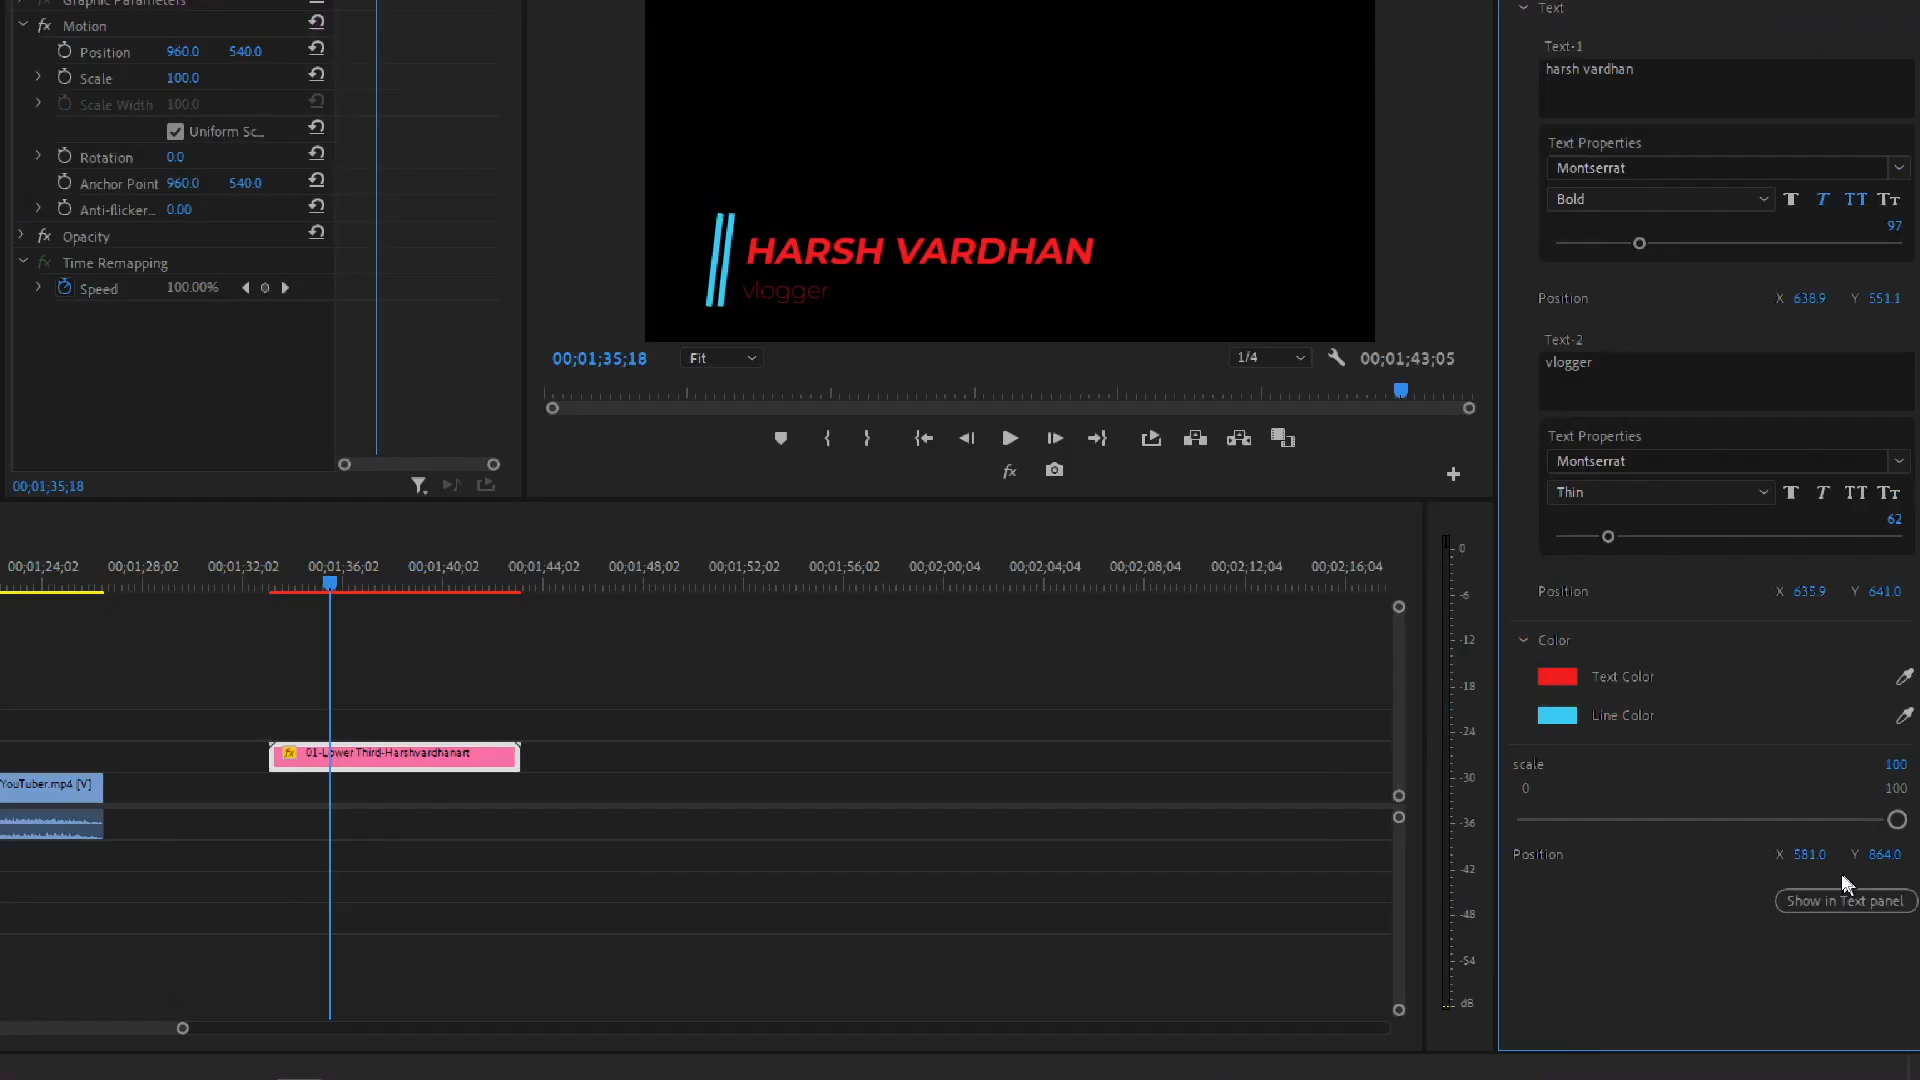 Graphic Parameters
fx Motion
Position 960.0 540.0
Scale 100.0
Scale Width 100.0
Uniform Sc...
Rotation 0.0
Anchor Point 960.0 540.0
Anti-flicker... 0.00
fx Opacity
fx Time Remapping
Speed 100.00%
00;01;35;18
HARSH VARDHAN
vlogger
00;01;35;18 Fit 1/4 00;01;43;05
fx
00;01;24;02 00;01;28;02 00;01;32;02 00;01;36;02 00;01;40;02 00;01;44;02 00;01;48;02 00;01;52;02 00;01;56;02 00;02;00;04 00;02;04;04 00;02;08;04 00;02;12;04 00;02;16;04
fx 01-Lower Third-Harshvardhanart
YouTuber.mp4 [V]
0
-6
-12
-18
-24
-30
-36
-42
-48
-54
dB
Text
Text-1
harsh vardhan
Text Properties
Montserrat
Bold T T TT TT
97
Position X 638.9 Y 551.1
Text-2
vlogger
Text Properties
Montserrat
Thin T T TT TT
62
Position X 635.9 Y 641.0
Color
Text Color
Line Color
scale 100
0 100
Position X 581.0 Y 864.0
Show in Text panel